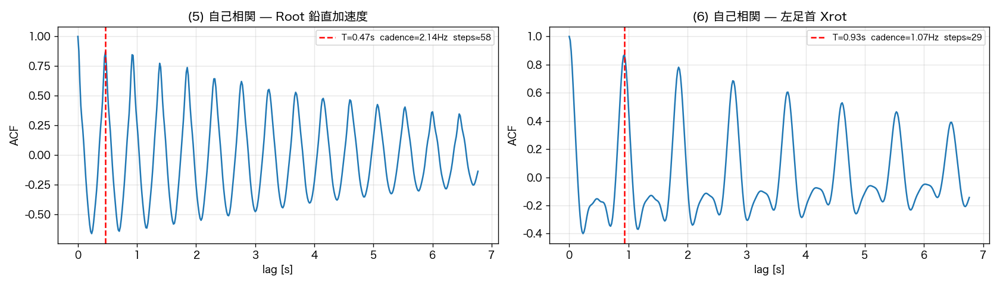 (5) 自己相関 — Root 鉛直加速度
T=0.47s cadence=2.14Hz steps≈58
ACF
1.00
0.75
0.50
0.25
0.00
-0.25
-0.50
0 1 2 3 4 5 6 7
lag [s]
(6) 自己相関 — 左足首 Xrot
T=0.93s cadence=1.07Hz steps≈29
ACF
1.0
0.8
0.6
0.4
0.2
0.0
-0.2
-0.4
0 1 2 3 4 5 6 7
lag [s]